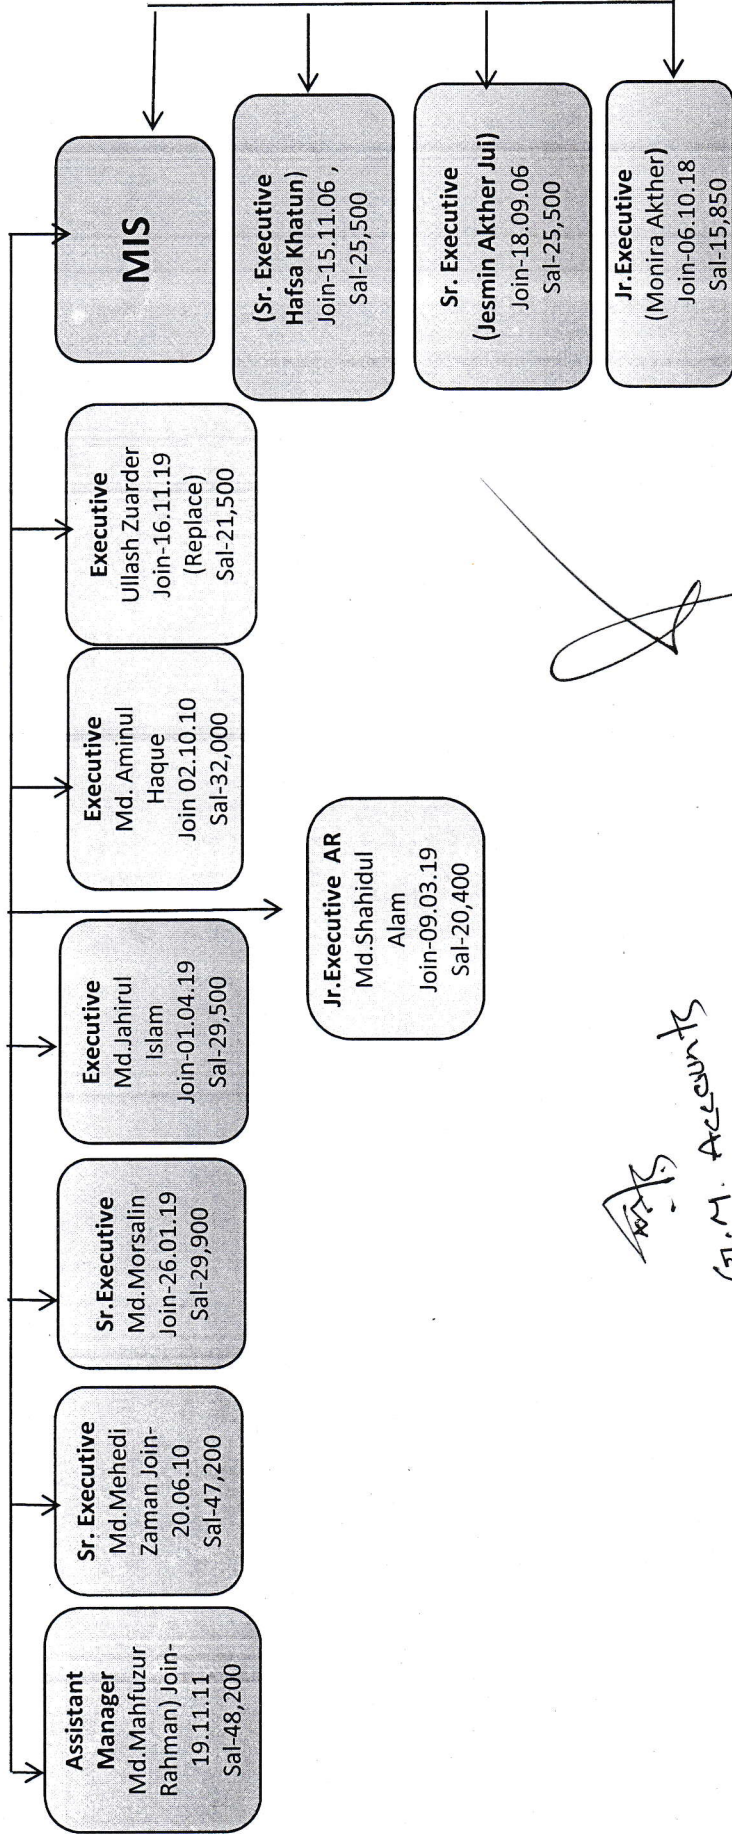 Assistant
Manager
Md.Mahfuzur
Rahman) Join-
19.11.11
Sal-48,200
Sr. Executive
Md.Mehedi
Zaman Join-
20.06.10
Sal-47,200
Sr.Executive
Md.Morsalin
Join-26.01.19
Sal-29,900
Executive
Md.Jahirul
Islam
Join-01.04.19
Sal-29,500
Executive
Md. Aminul
Haque
Join 02.10.10
Sal-32,000
Executive
Ullash Zuarder
Join-16.11.19
(Replace)
Sal-21,500
MIS
Jr.Executive AR
Md.Shahidul
Alam
Join-09.03.19
Sal-20,400
(Sr. Executive
Hafsa Khatun)
Join-15.11.06 ,
Sal-25,500
Sr. Executive
(Jesmin Akther Jui)
Join-18.09.06
Sal-25,500
Jr.Executive
(Monira Akther)
Join-06.10.18
Sal-15,850
G.M. Accounts